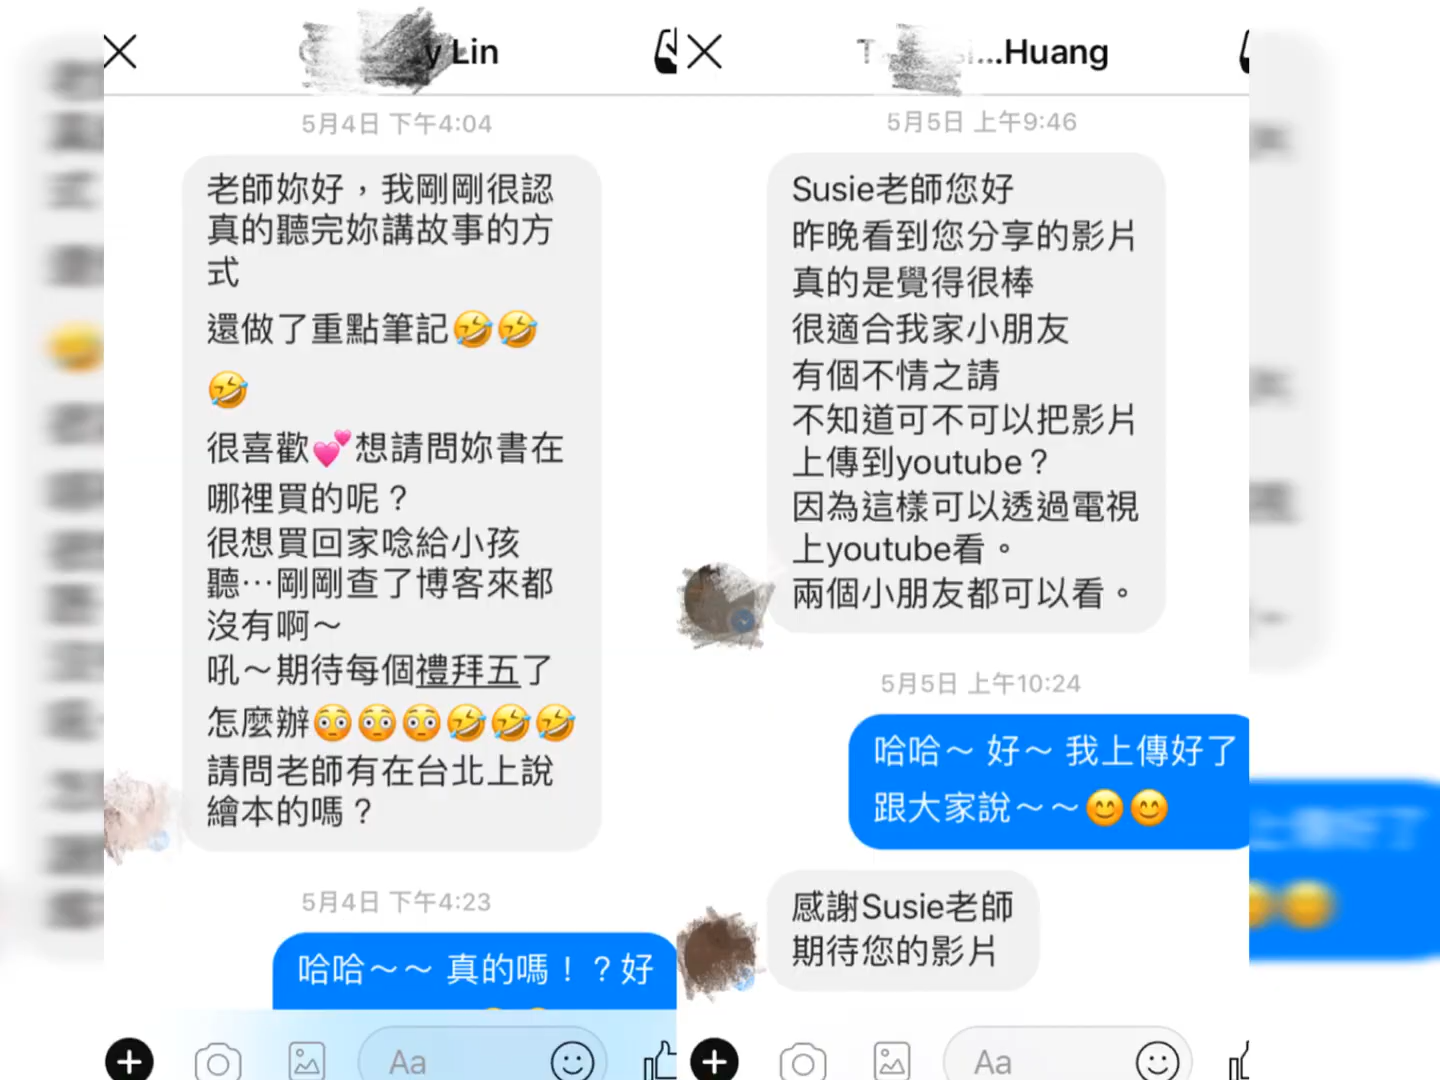 y Lin
5月4日 下午4:04
老師妳好，我剛剛很認
真的聽完妳講故事的方
式
還做了重點筆記🤣🤣
🤣
很喜歡💕想請問妳書在
哪裡買的呢？
很想買回家唸給小孩
聽⋯剛剛查了博客來都
沒有啊～
吼～期待每個禮拜五了
怎麼辦😳😳😳🤣🤣🤣
請問老師有在台北上說
繪本的嗎？
5月4日 下午4:23
哈哈～～ 真的嗎！？好
Aa
...Huang
5月5日 上午9:46
Susie老師您好
昨晚看到您分享的影片
真的是覺得很棒
很適合我家小朋友
有個不情之請
不知道可不可以把影片
上傳到youtube？
因為這樣可以透過電視
上youtube看。
兩個小朋友都可以看。
5月5日 上午10:24
哈哈～ 好～ 我上傳好了
跟大家說～～😊😊
感謝Susie老師
期待您的影片
Aa